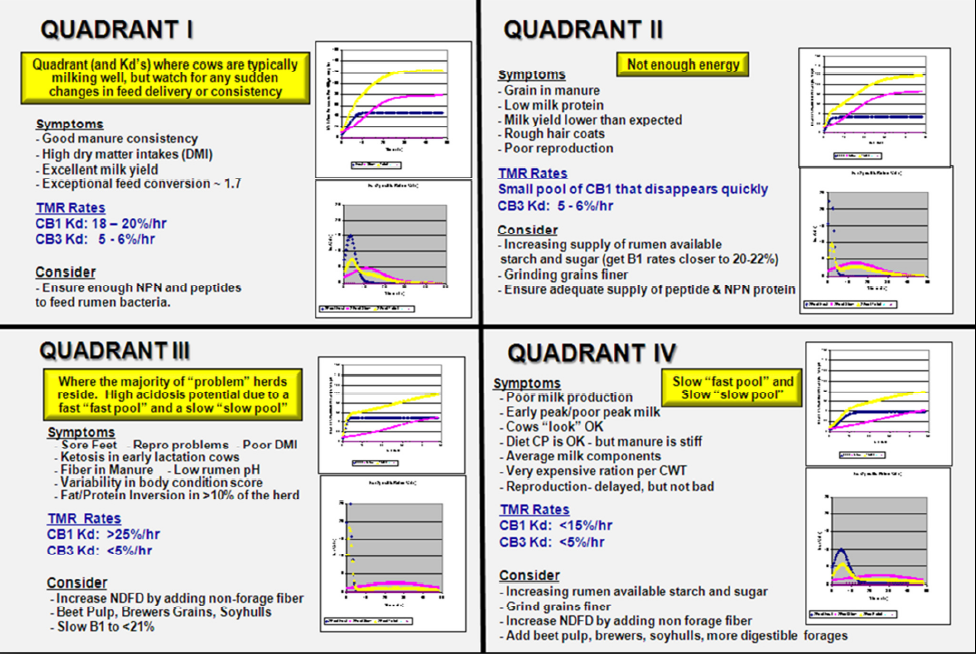 QUADRANT I
Quadrant (and Kd's) where cows are typically
milking well, but watch for any sudden
changes in feed delivery or consistency
Symptoms
- Good manure consistency
- High dry matter intakes (DMI)
- Excellent milk yield
- Exceptional feed conversion ~ 1.7
TMR Rates
CB1 Kd: 18 – 20%/hr
CB3 Kd: 5 - 6%/hr
Consider
- Ensure enough NPN and peptides
to feed rumen bacteria.
QUADRANT II
Not enough energy
Symptoms
- Grain in manure
- Low milk protein
- Milk yield lower than expected
- Rough hair coats
- Poor reproduction
TMR Rates
Small pool of CB1 that disappears quickly
CB3 Kd: 5 - 6%/hr
Consider
- Increasing supply of rumen available
starch and sugar (get B1 rates closer to 20-22%)
- Grinding grains finer
- Ensure adequate supply of peptide & NPN protein
QUADRANT III
Where the majority of “problem” herds
reside. High acidosis potential due to a
fast “fast pool” and a slow “slow pool”
Symptoms
- Sore Feet - Repro problems - Poor DMI
- Ketosis in early lactation cows
- Fiber in Manure - Low rumen pH
- Variability in body condition score
- Fat/Protein Inversion in >10% of the herd
TMR Rates
CB1 Kd: >25%/hr
CB3 Kd: <5%/hr
Consider
- Increase NDFD by adding non-forage fiber
- Beet Pulp, Brewers Grains, Soyhulls
- Slow B1 to <21%
QUADRANT IV
Slow “fast pool” and
Slow “slow pool”
Symptoms
- Poor milk production
- Early peak/poor peak milk
- Cows “look” OK
- Diet CP is OK - but manure is stiff
- Average milk components
- Very expensive ration per CWT
- Reproduction- delayed, but not bad
TMR Rates
CB1 Kd: <15%/hr
CB3 Kd: <5%/hr
Consider
- Increasing rumen available starch and sugar
- Grind grains finer
- Increase NDFD by adding non forage fiber
- Add beet pulp, brewers, soyhulls, more digestible forages